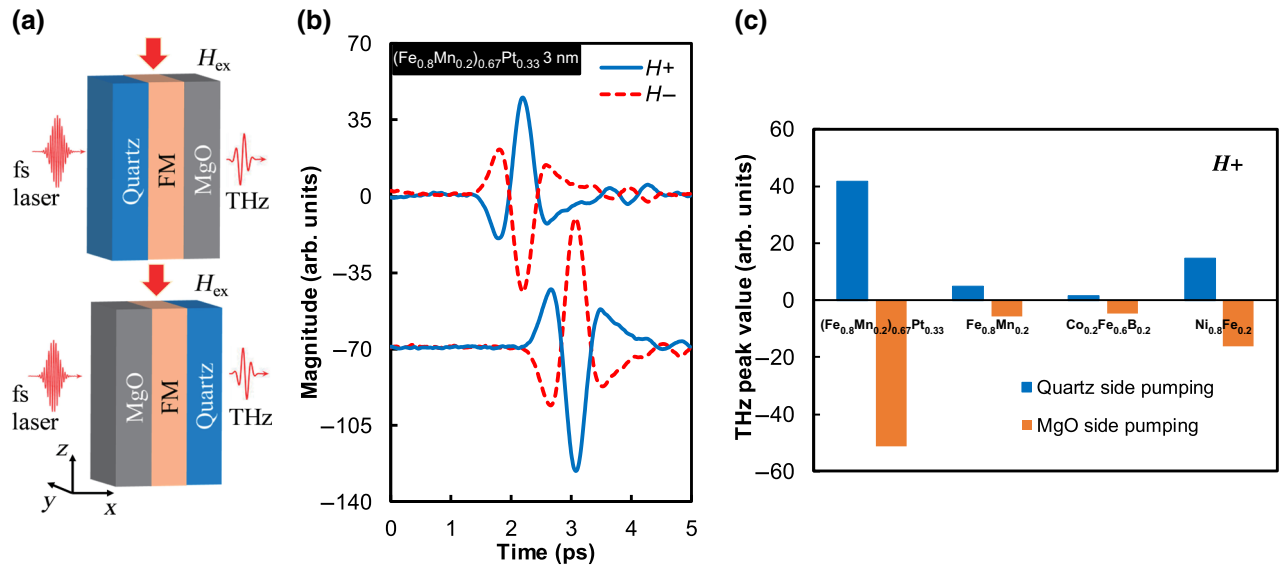 (a)
H_ex
Quartz
FM
MgO
fs
laser
THz
H_ex
MgO
FM
Quartz
fs
laser
THz
z
y
x
(b)
(Fe0.8Mn0.2)0.67Pt0.33 3 nm
H+
H–
70
35
0
–35
–70
–105
–140
Magnitude (arb. units)
0 1 2 3 4 5
Time (ps)
(c)
H+
60
40
20
0
–20
–40
–60
THz peak value (arb. units)
(Fe0.8Mn0.2)0.67Pt0.33
Fe0.8Mn0.2
Co0.2Fe0.6B0.2
Ni0.8Fe0.2
Quartz side pumping
MgO side pumping